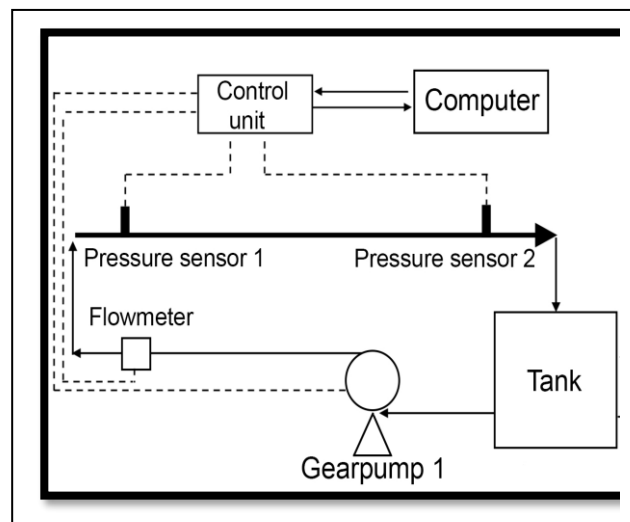 Control
unit
Computer
Pressure sensor 1
Pressure sensor 2
Flowmeter
Tank
Gearpump 1